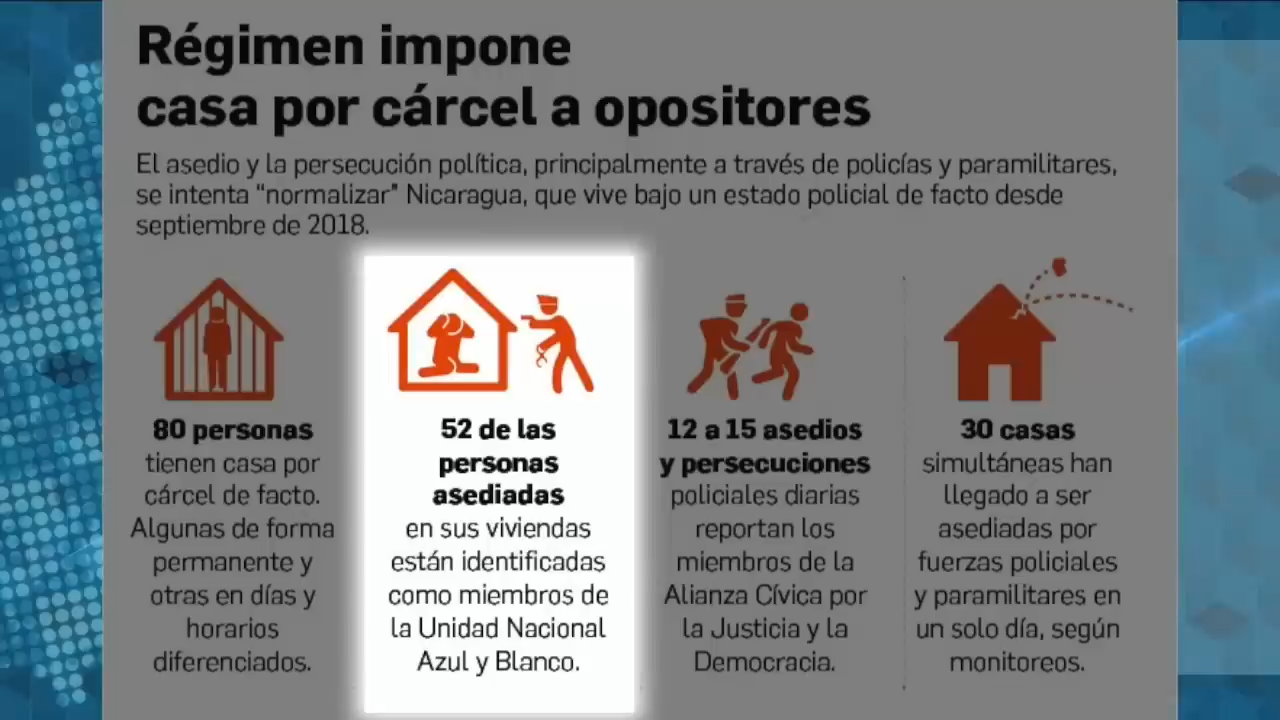 Régimen impone
casa por cárcel a opositores
El asedio y la persecución política, principalmente a través de policías y paramilitares,
se intenta “normalizar” Nicaragua, que vive bajo un estado policial de facto desde
septiembre de 2018.
80 personas
tienen casa por
cárcel de facto.
Algunas de forma
permanente y
otras en días y
horarios
diferenciados.
52 de las
personas
asediadas
en sus viviendas
están identificadas
como miembros de
la Unidad Nacional
Azul y Blanco.
12 a 15 asedios
y persecuciones
policiales diarias
reportan los
miembros de la
Alianza Cívica por
la Justicia y la
Democracia.
30 casas
simultáneas han
llegado a ser
asediadas por
fuerzas policiales
y paramilitares en
un solo día, según
monitoreos.